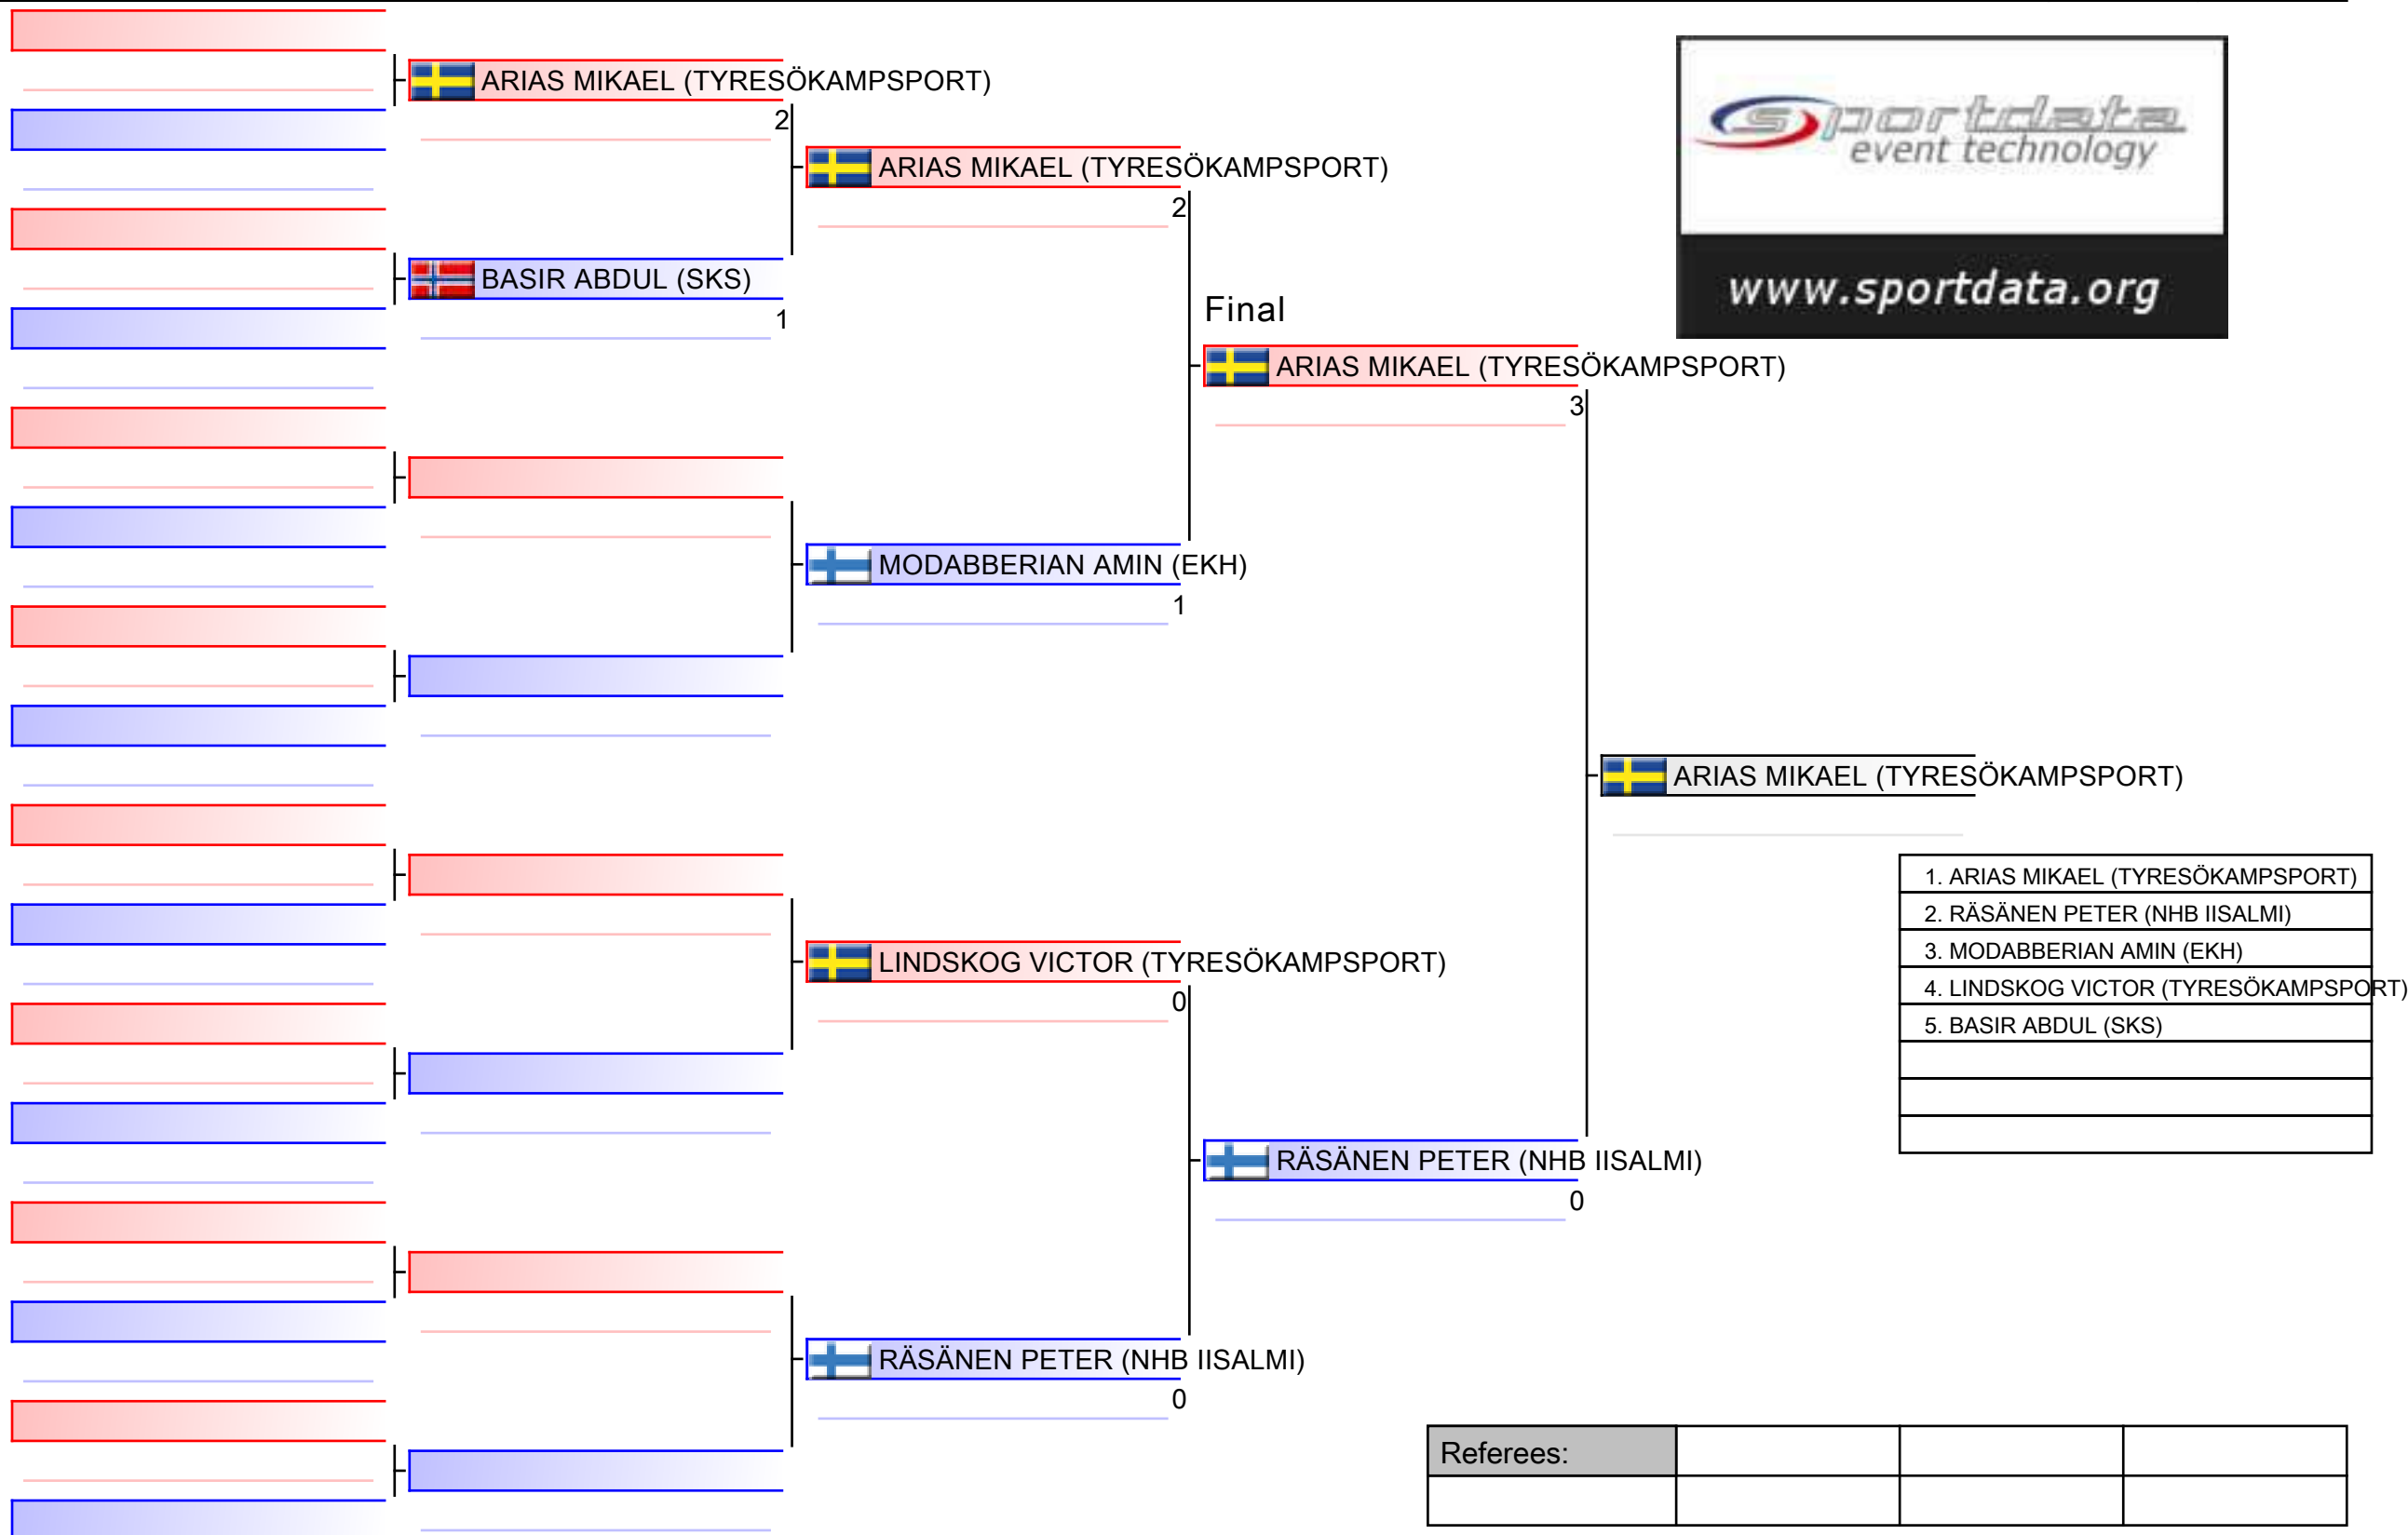 ARIAS MIKAEL (TYRESÖKAMPSPORT)
2
BASIR ABDUL (SKS)
1
ARIAS MIKAEL (TYRESÖKAMPSPORT)
2
MODABBERIAN AMIN (EKH)
1
LINDSKOG VICTOR (TYRESÖKAMPSPORT)
0
RÄSÄNEN PETER (NHB IISALMI)
0
Final
ARIAS MIKAEL (TYRESÖKAMPSPORT)
3
RÄSÄNEN PETER (NHB IISALMI)
0
ARIAS MIKAEL (TYRESÖKAMPSPORT)
sportdata
event technology
www.sportdata.org
1. ARIAS MIKAEL (TYRESÖKAMPSPORT)
2. RÄSÄNEN PETER (NHB IISALMI)
3. MODABBERIAN AMIN (EKH)
4. LINDSKOG VICTOR (TYRESÖKAMPSPORT)
5. BASIR ABDUL (SKS)
Referees: